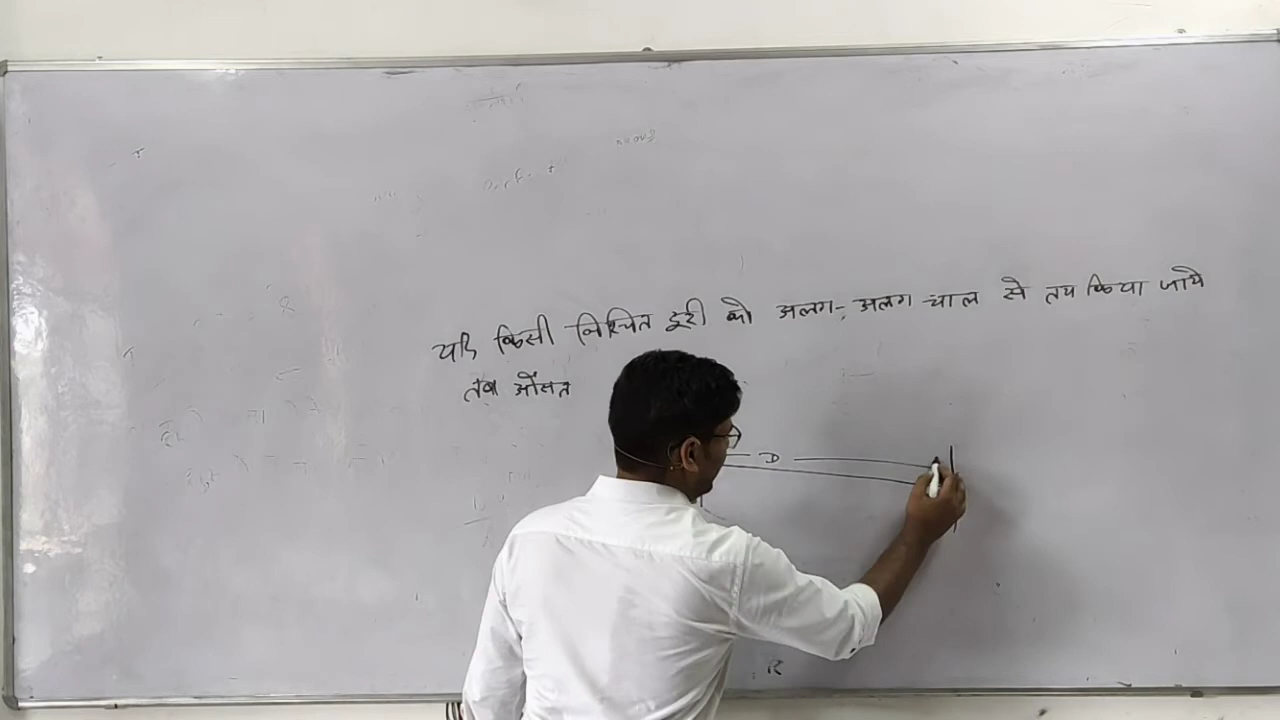 यदि किसी निश्चित दूरी को अलग-अलग चाल से तय किया जाये
तब औसत
D
R